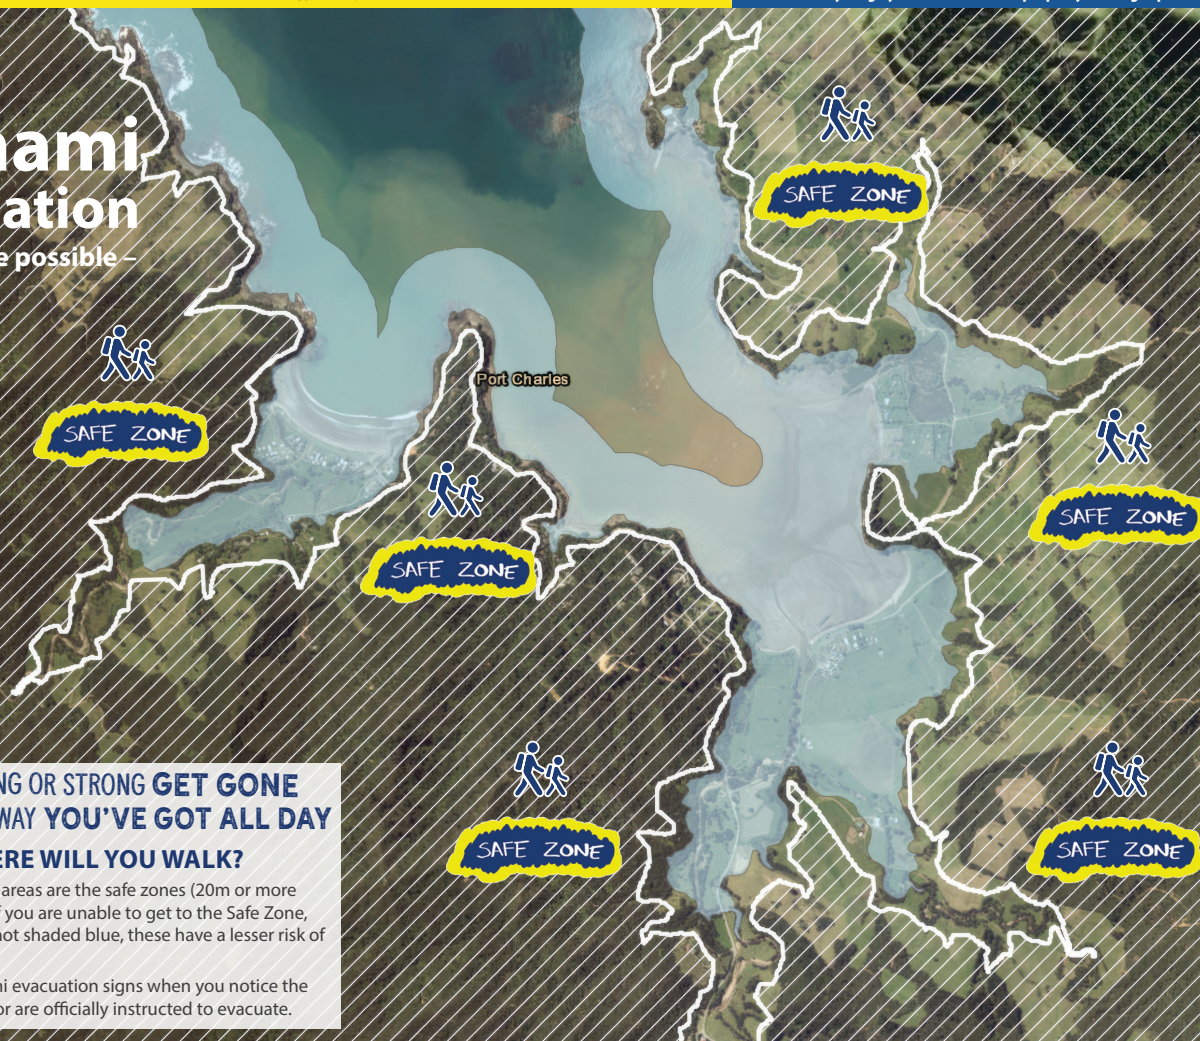 nami
ation
e possible –
SAFE ZONE
SAFE ZONE
Port Charles
SAFE ZONE
SAFE ZONE
SAFE ZONE
SAFE ZONE
NG OR STRONG GET GONE
WAY YOU'VE GOT ALL DAY
ERE WILL YOU WALK?
areas are the safe zones (20m or more
f you are unable to get to the Safe Zone,
not shaded blue, these have a lesser risk of
ni evacuation signs when you notice the
or are officially instructed to evacuate.